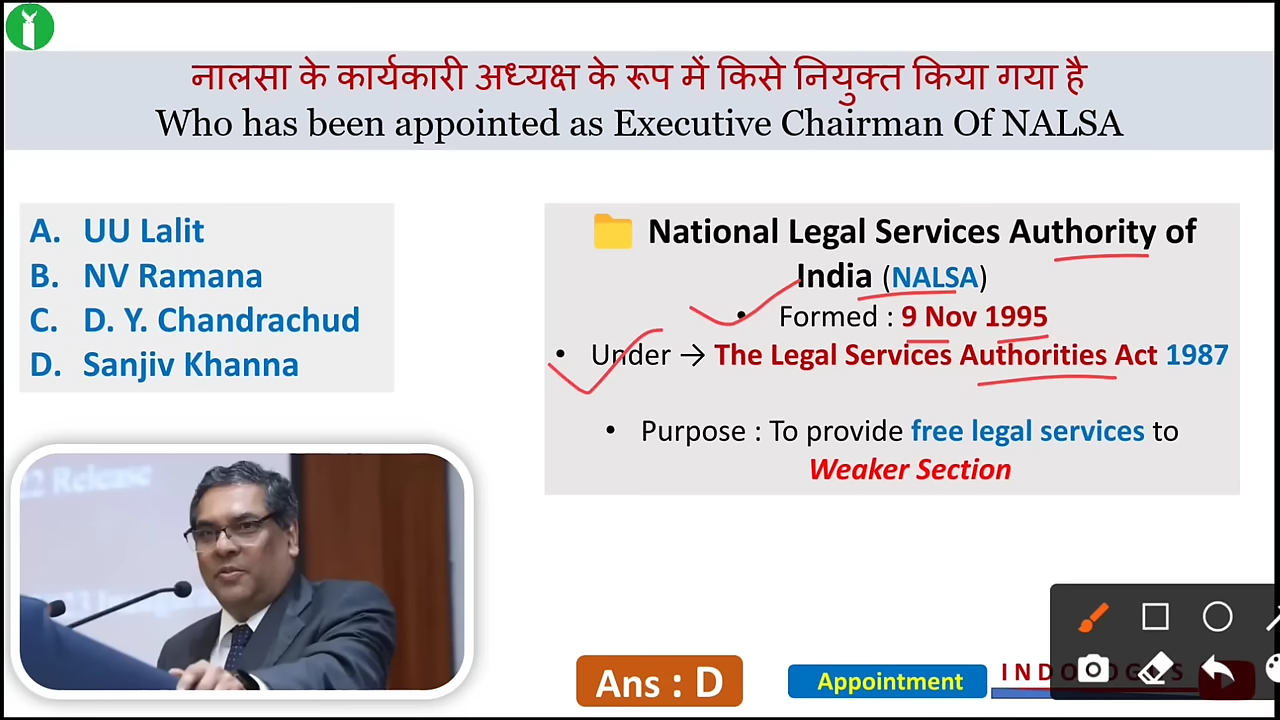 नालसा के कार्यकारी अध्यक्ष के रूप में किसे नियुक्त किया गया है
Who has been appointed as Executive Chairman Of NALSA
A. UU Lalit
B. NV Ramana
C. D. Y. Chandrachud
D. Sanjiv Khanna
National Legal Services Authority of
India (NALSA)
• Formed : 9 Nov 1995
• Under → The Legal Services Authorities Act 1987
• Purpose : To provide free legal services to
Weaker Section
22 Release
Ans : D
Appointment